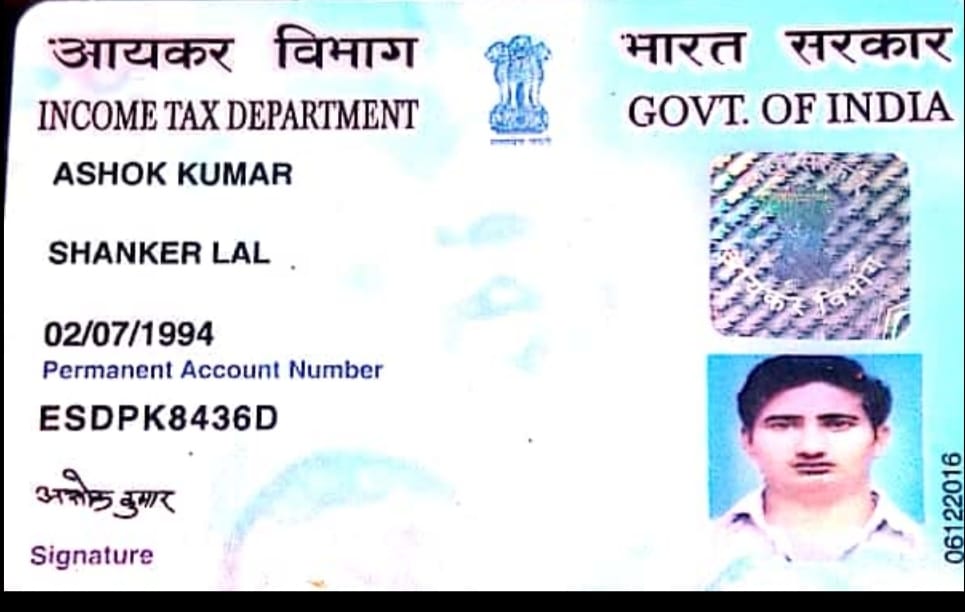 आयकर विभाग
INCOME TAX DEPARTMENT
भारत सरकार
GOVT. OF INDIA
ASHOK KUMAR
SHANKER LAL
02/07/1994
Permanent Account Number
ESDPK8436D
अशोक कुमार
Signature
आयकर विभाग
06122016